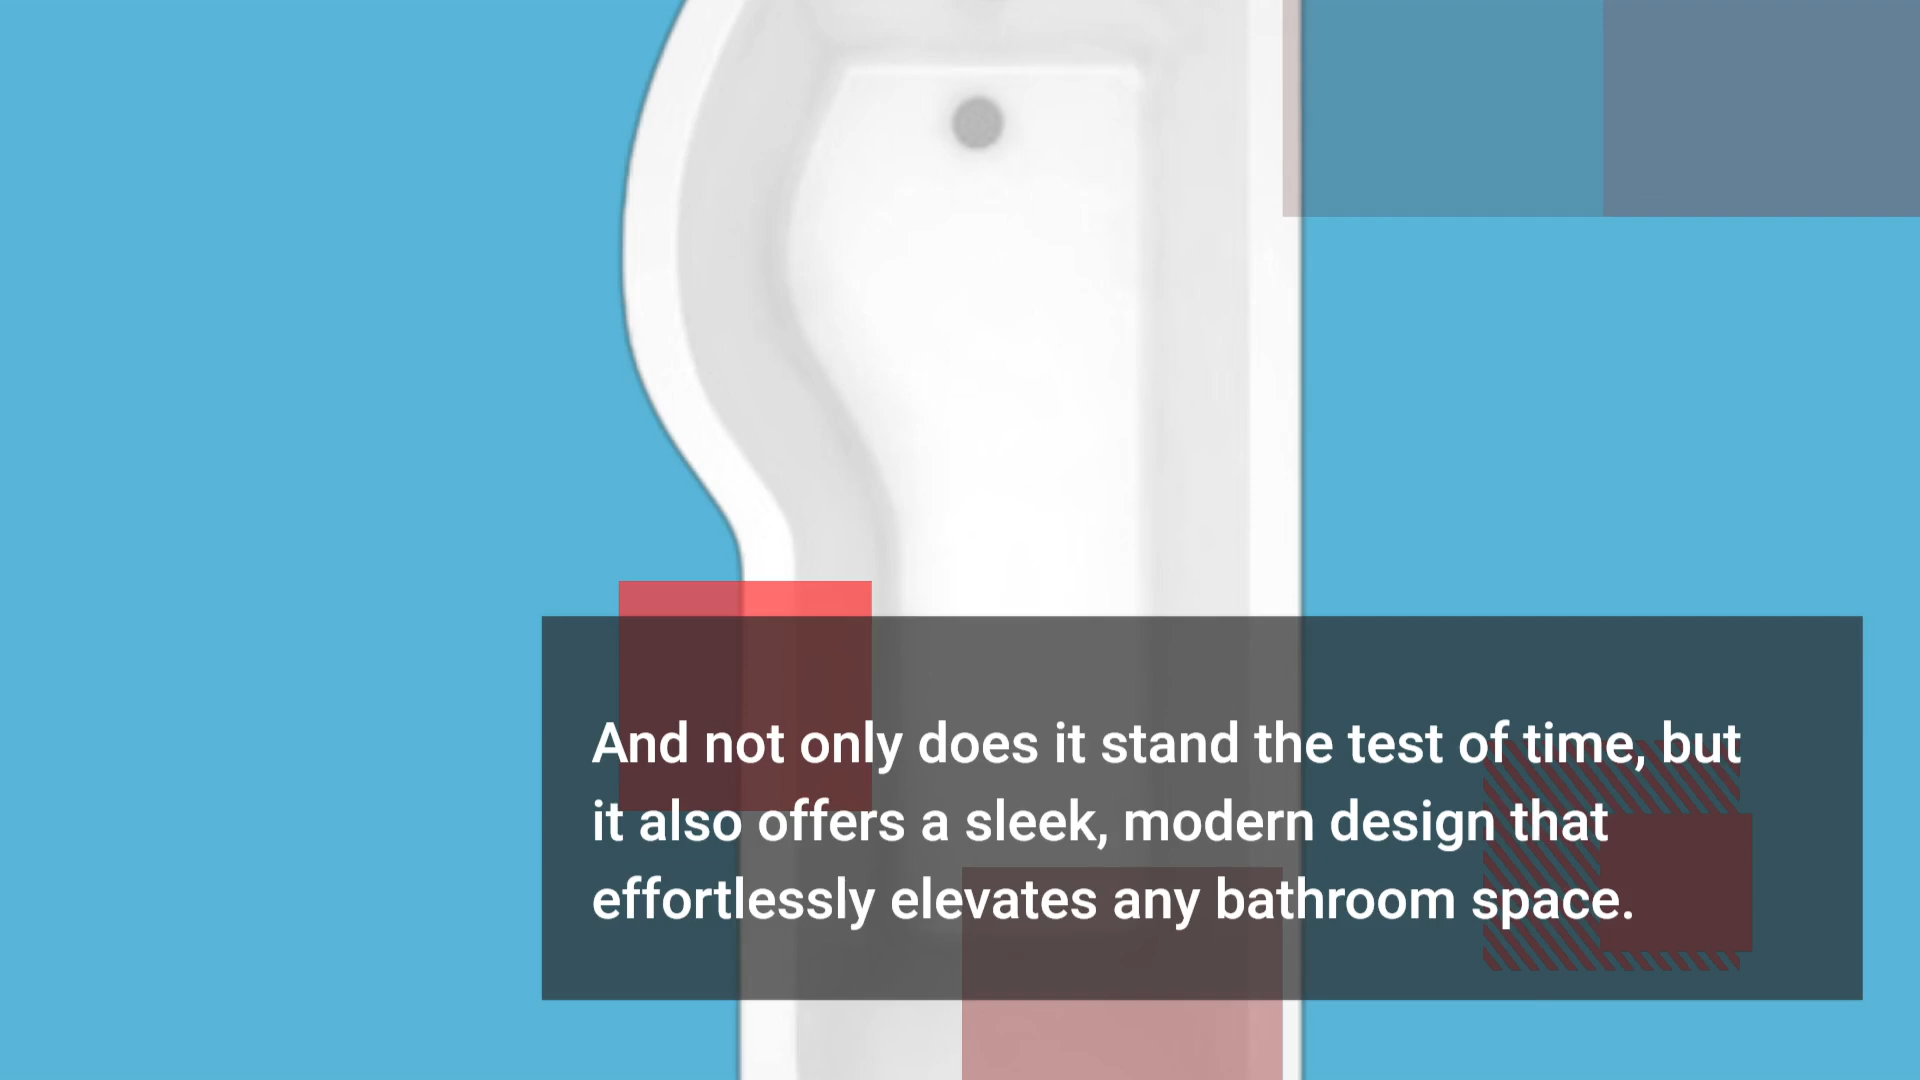 And not only does it stand the test of time, but
it also offers a sleek, modern design that
effortlessly elevates any bathroom space.